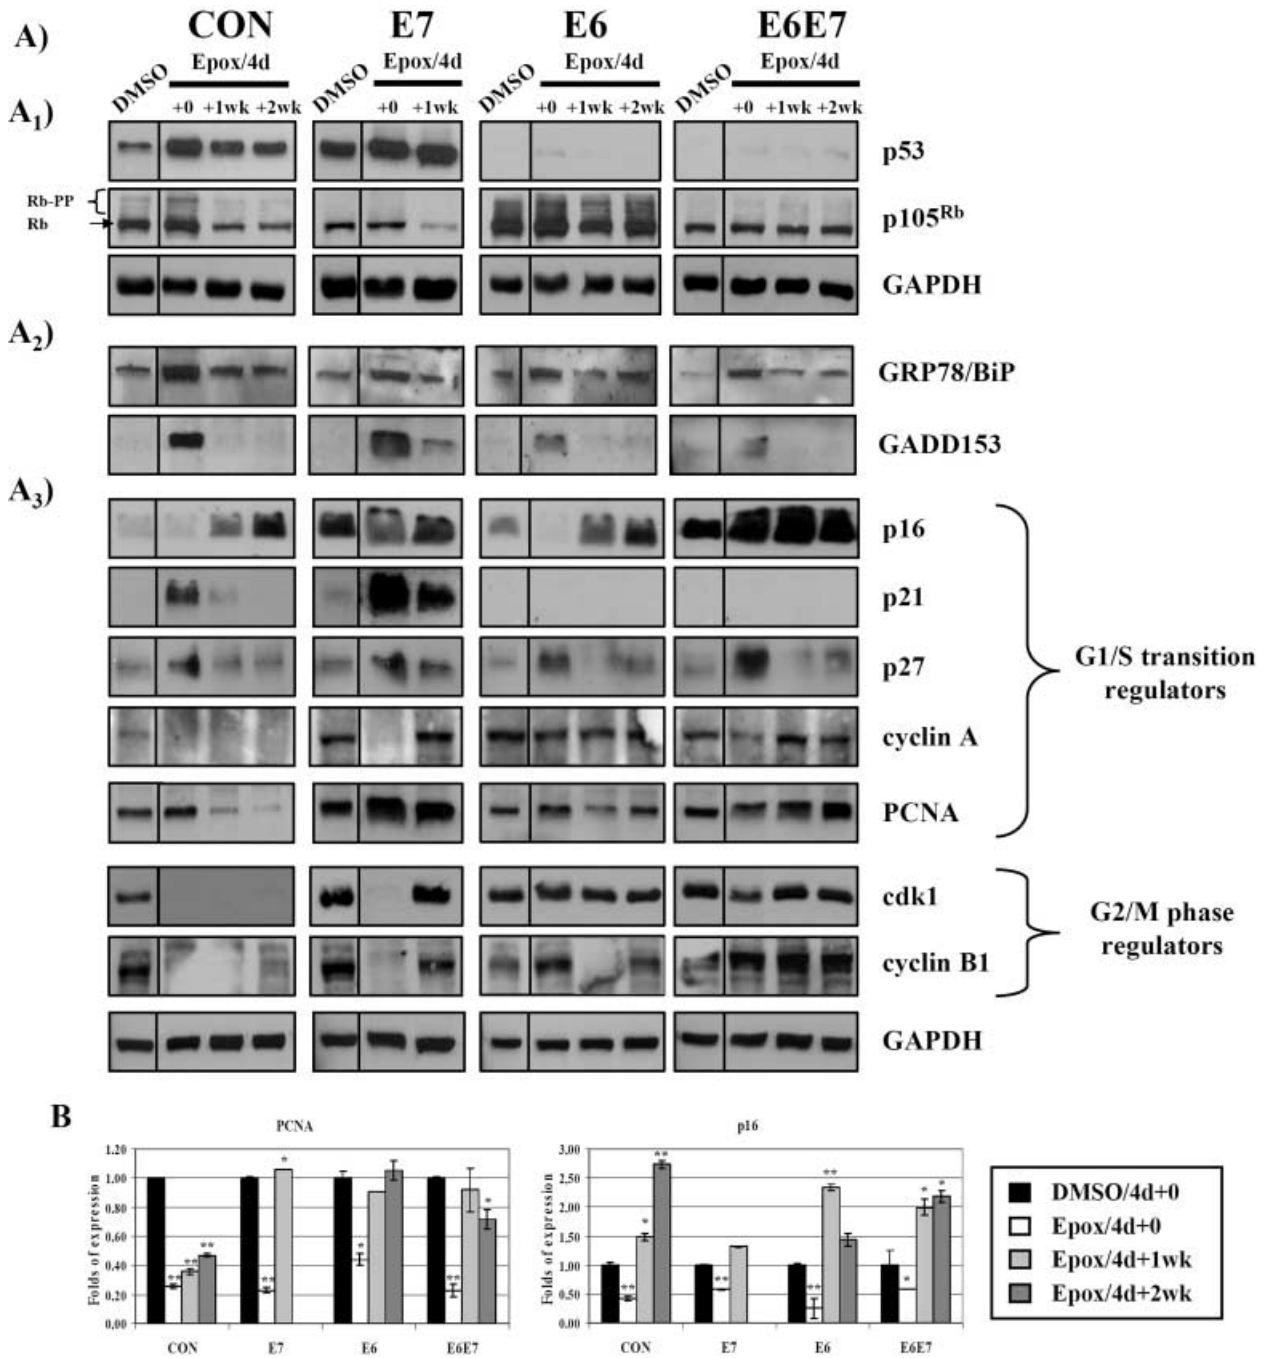 A)
CON E7 E6 E6E7
DMSO Epox/4d DMSO Epox/4d DMSO Epox/4d DMSO Epox/4d
+0 +1wk +2wk +0 +1wk +0 +1wk +2wk +0 +1wk +2wk
A1)
p53
Rb-PP
Rb
p105Rb
GAPDH
A2)
GRP78/BiP
GADD153
A3)
p16
p21
p27
G1/S transition
regulators
cyclin A
PCNA
cdk1
G2/M phase
regulators
cyclin B1
GAPDH
B
PCNA
Folds of expression
1.20
1.00
0.80
0.60
0.40
0.20
0.00
** ** ** ** * * ** *
CON E7 E6 E6E7
p16
Folds of expression
3.00
2.50
2.00
1.50
1.00
0.50
0.00
** * ** ** ** ** * * *
CON E7 E6 E6E7
DMSO/4d+0
Epox/4d+0
Epox/4d+1wk
Epox/4d+2wk